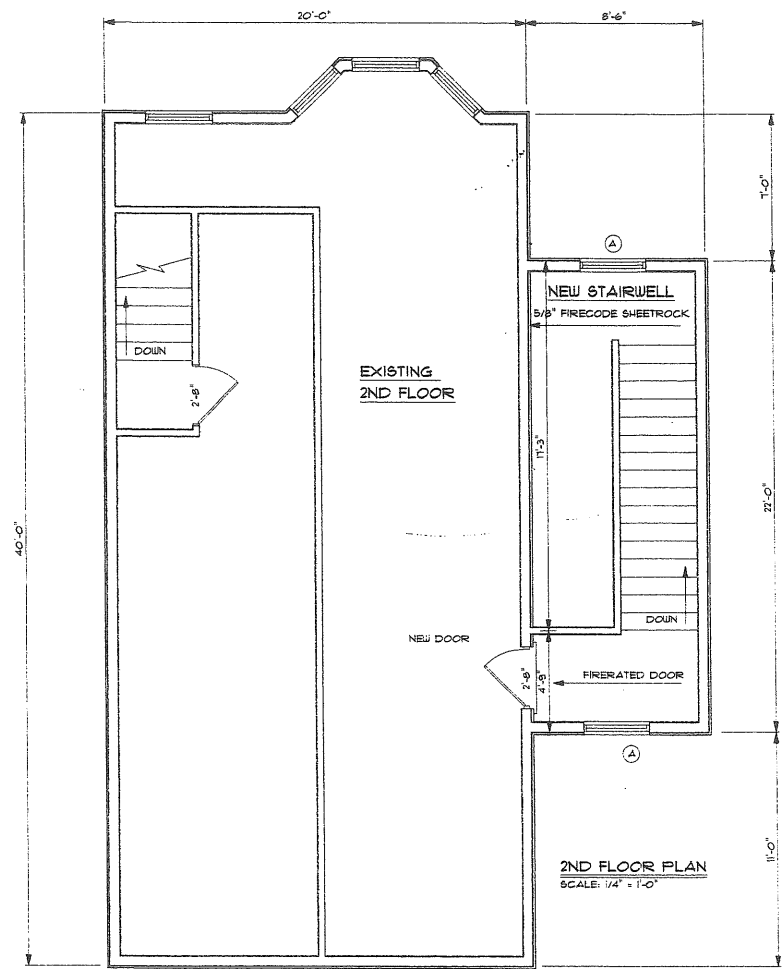 20'-0"
8'-6"
7'-0"
A
NEW STAIRWELL
5/8" FIRECODE SHEETROCK
DOWN
EXISTING
2ND FLOOR
2'-8"
17'-3"
40'-0"
22'-0"
DOWN
NEW DOOR
FIRERATED DOOR
2'-8"
4'-9"
A
11'-0"
2ND FLOOR PLAN
SCALE: 1/4" = 1'-0"